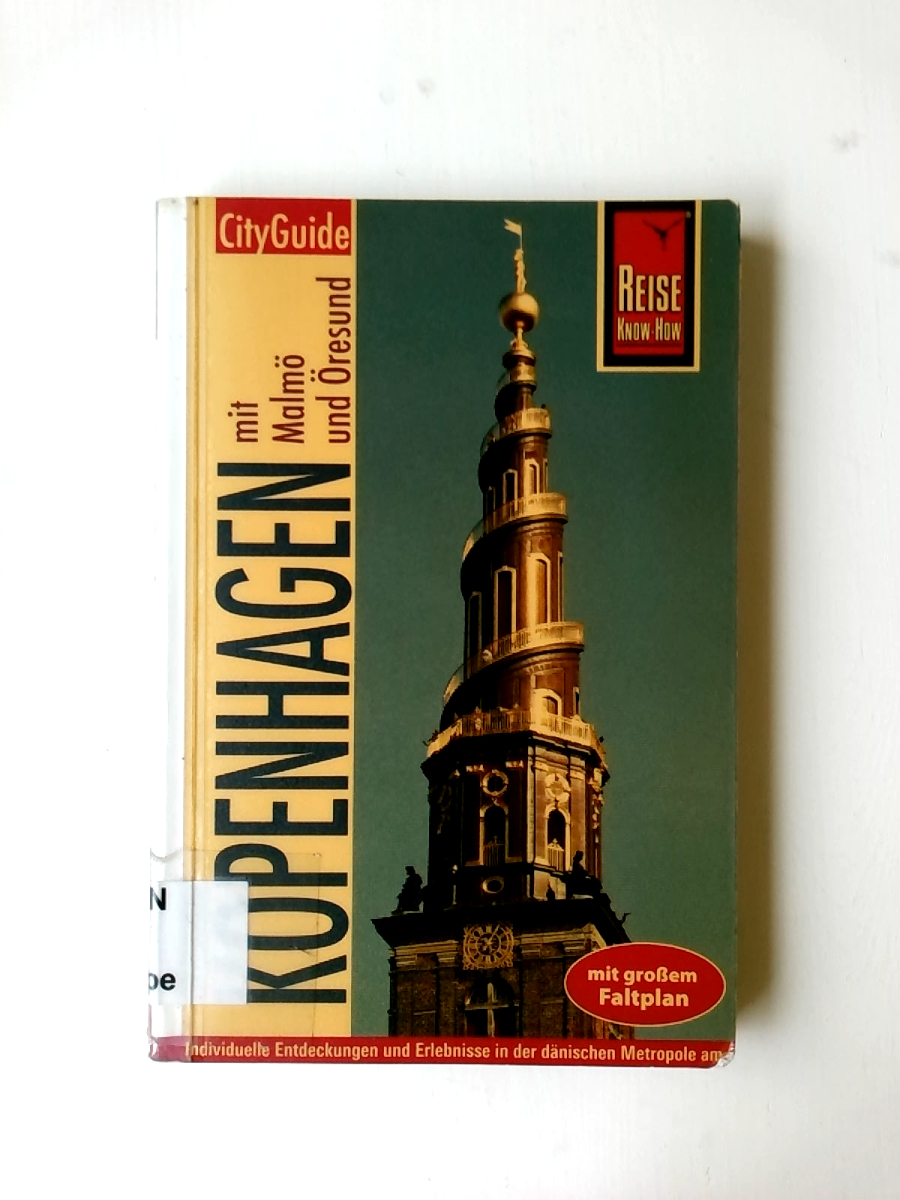 CityGuide
KOPENHAGEN
mit
Malmö
und Öresund
REISE
KNOW-HOW
mit großem
Faltplan
Individuelle Entdeckungen und Erlebnisse in der dänischen Metropole am
N
be